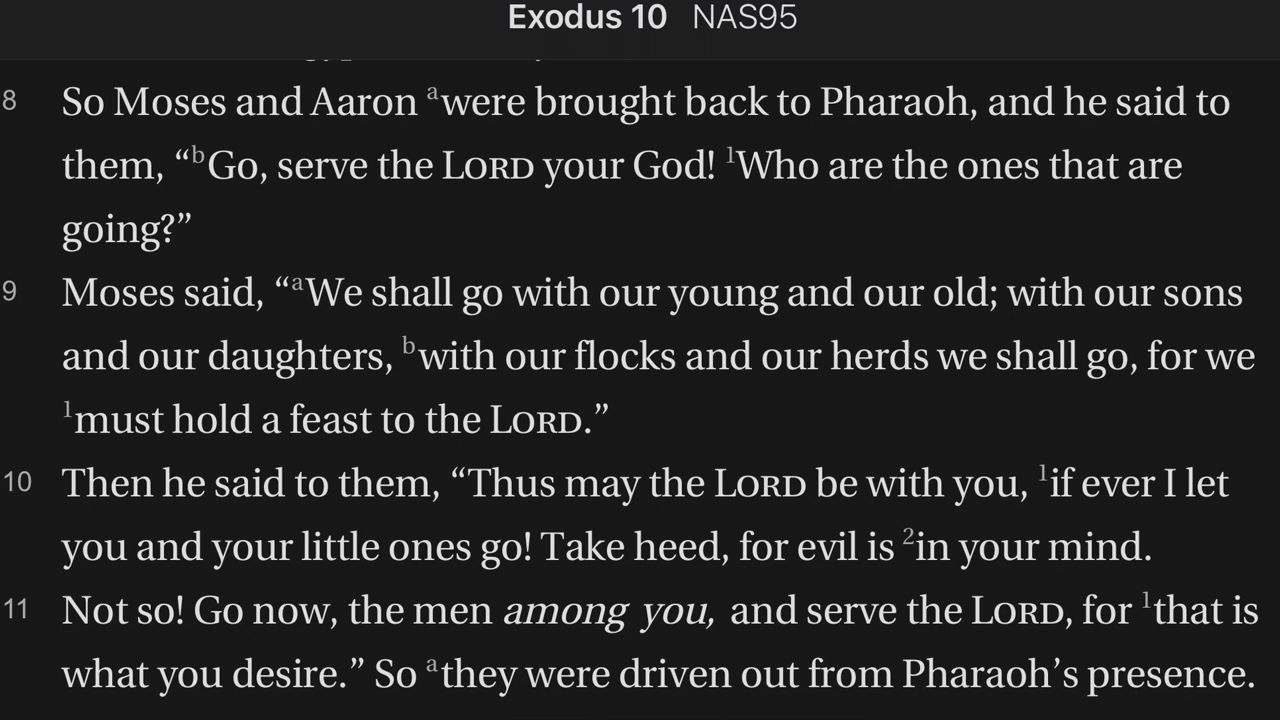 Exodus 10 NAS95
8 So Moses and Aaron ᵃwere brought back to Pharaoh, and he said to
them, “ᵇGo, serve the LORD your God! ¹Who are the ones that are
going?”
9 Moses said, “ᵃWe shall go with our young and our old; with our sons
and our daughters, ᵇwith our flocks and our herds we shall go, for we
¹must hold a feast to the LORD.”
10 Then he said to them, “Thus may the LORD be with you, ¹if ever I let
you and your little ones go! Take heed, for evil is ²in your mind.
11 Not so! Go now, the men among you, and serve the LORD, for ¹that is
what you desire.” So ᵃthey were driven out from Pharaoh’s presence.